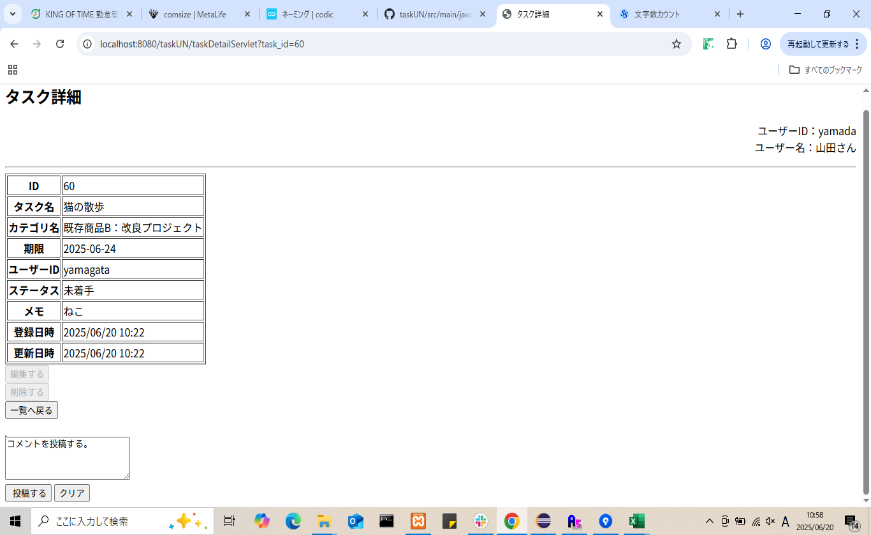 KING OF TIME 勤怠モ
comsize | MetaLife
ネーミング | codic
taskUN/src/main/java
タスク詳細
文字数カウント
localhost:8080/taskUN/taskDetailServlet?task_id=60
再起動して更新する
すべてのブックマーク
タスク詳細
ユーザーID：yamada
ユーザー名：山田さん
ID 60
タスク名 猫の散歩
カテゴリ名 既存商品B：改良プロジェクト
期限 2025-06-24
ユーザーID yamagata
ステータス 未着手
メモ ねこ
登録日時 2025/06/20 10:22
更新日時 2025/06/20 10:22
編集する
削除する
一覧へ戻る
コメントを投稿する。
投稿する クリア
ここに入力して検索
A
10:58
2025/06/20
14